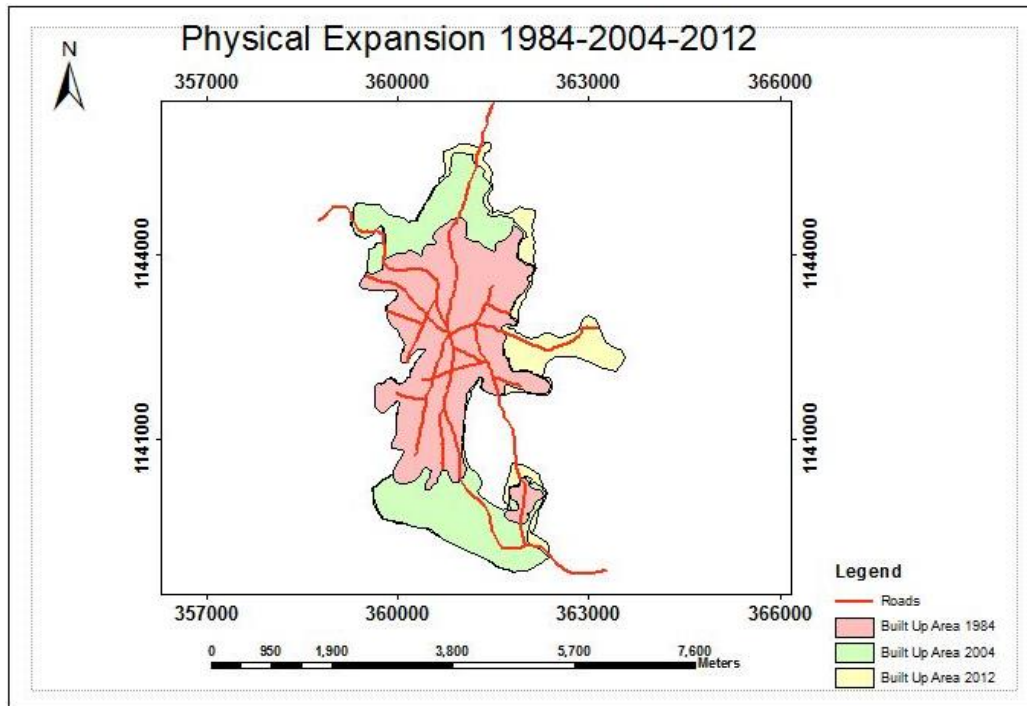 Physical Expansion 1984-2004-2012
N
357000 360000 363000 366000
1144000 1144000
1141000 1141000
357000 360000 363000 366000
Legend
Roads
Built Up Area 1984
Built Up Area 2004
Built Up Area 2012
0 950 1,900 3,800 5,700 7,600
Meters